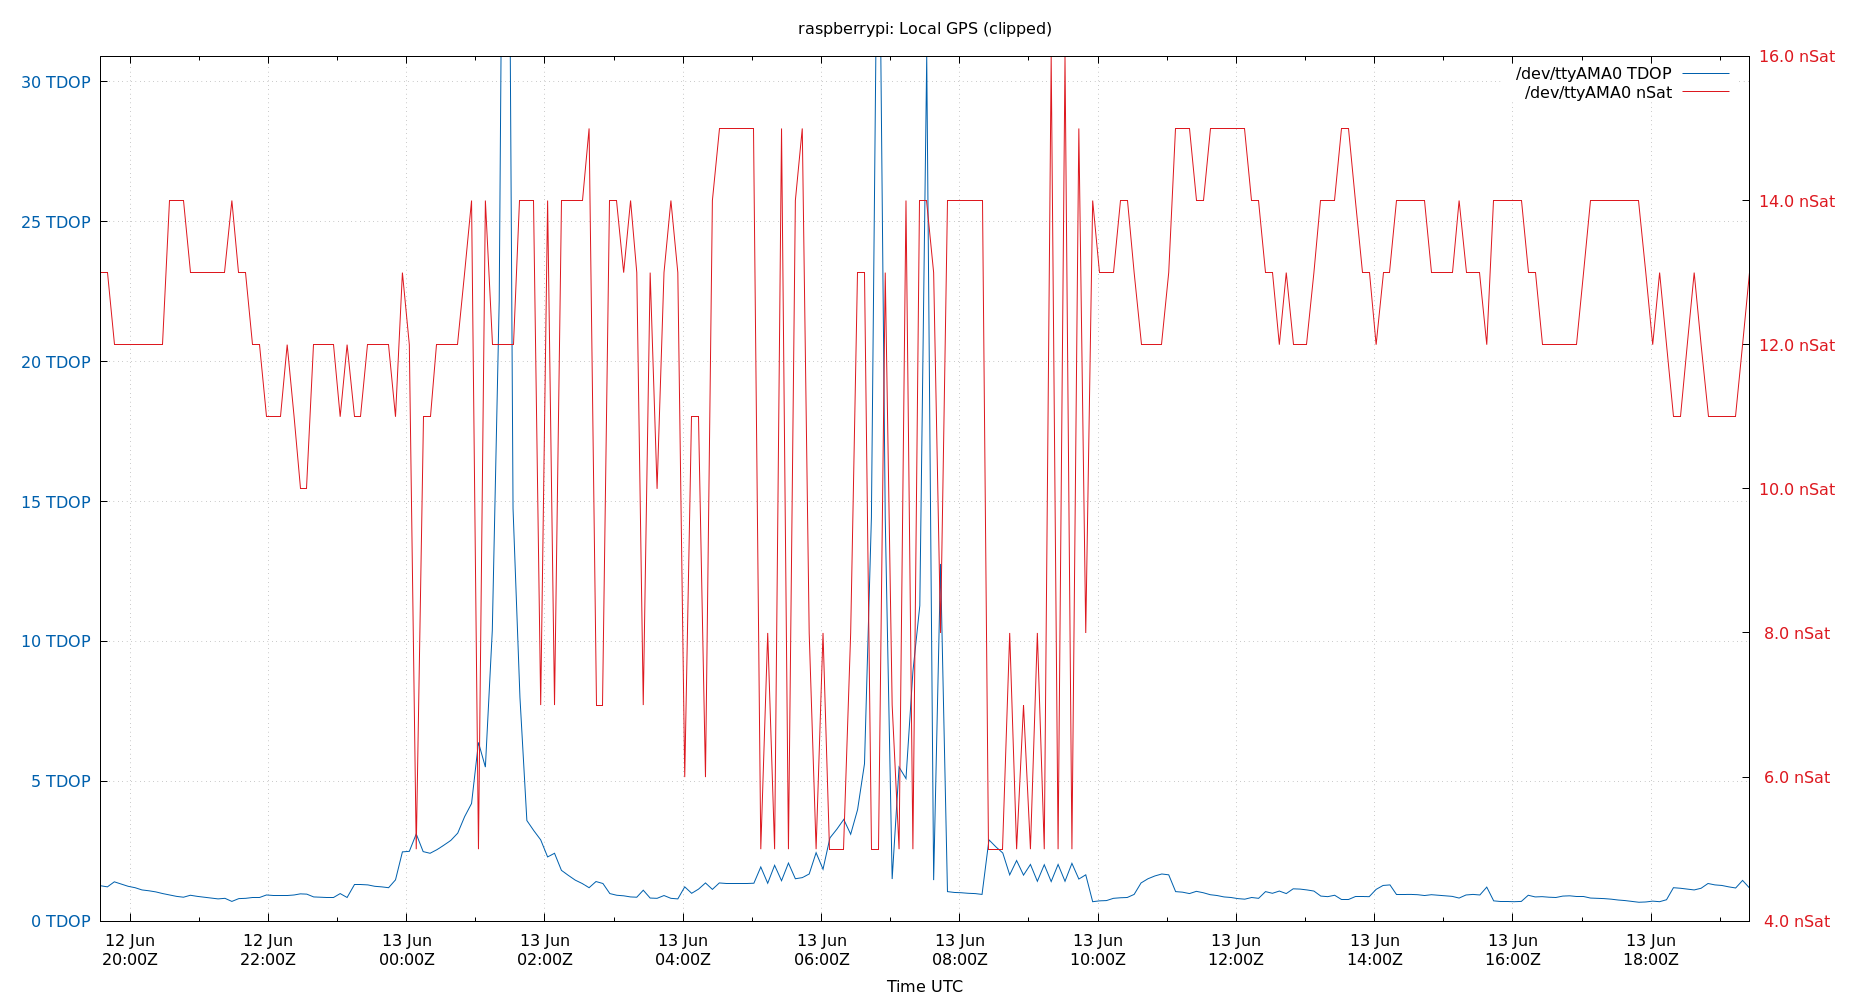 raspberrypi: Local GPS (clipped)
/dev/ttyAMA0 TDOP
/dev/ttyAMA0 nSat
30 TDOP
25 TDOP
20 TDOP
15 TDOP
10 TDOP
5 TDOP
0 TDOP
16.0 nSat
14.0 nSat
12.0 nSat
10.0 nSat
8.0 nSat
6.0 nSat
4.0 nSat
12 Jun 12 Jun 13 Jun 13 Jun 13 Jun 13 Jun 13 Jun 13 Jun 13 Jun 13 Jun 13 Jun 13 Jun
20:00Z 22:00Z 00:00Z 02:00Z 04:00Z 06:00Z 08:00Z 10:00Z 12:00Z 14:00Z 16:00Z 18:00Z
Time UTC